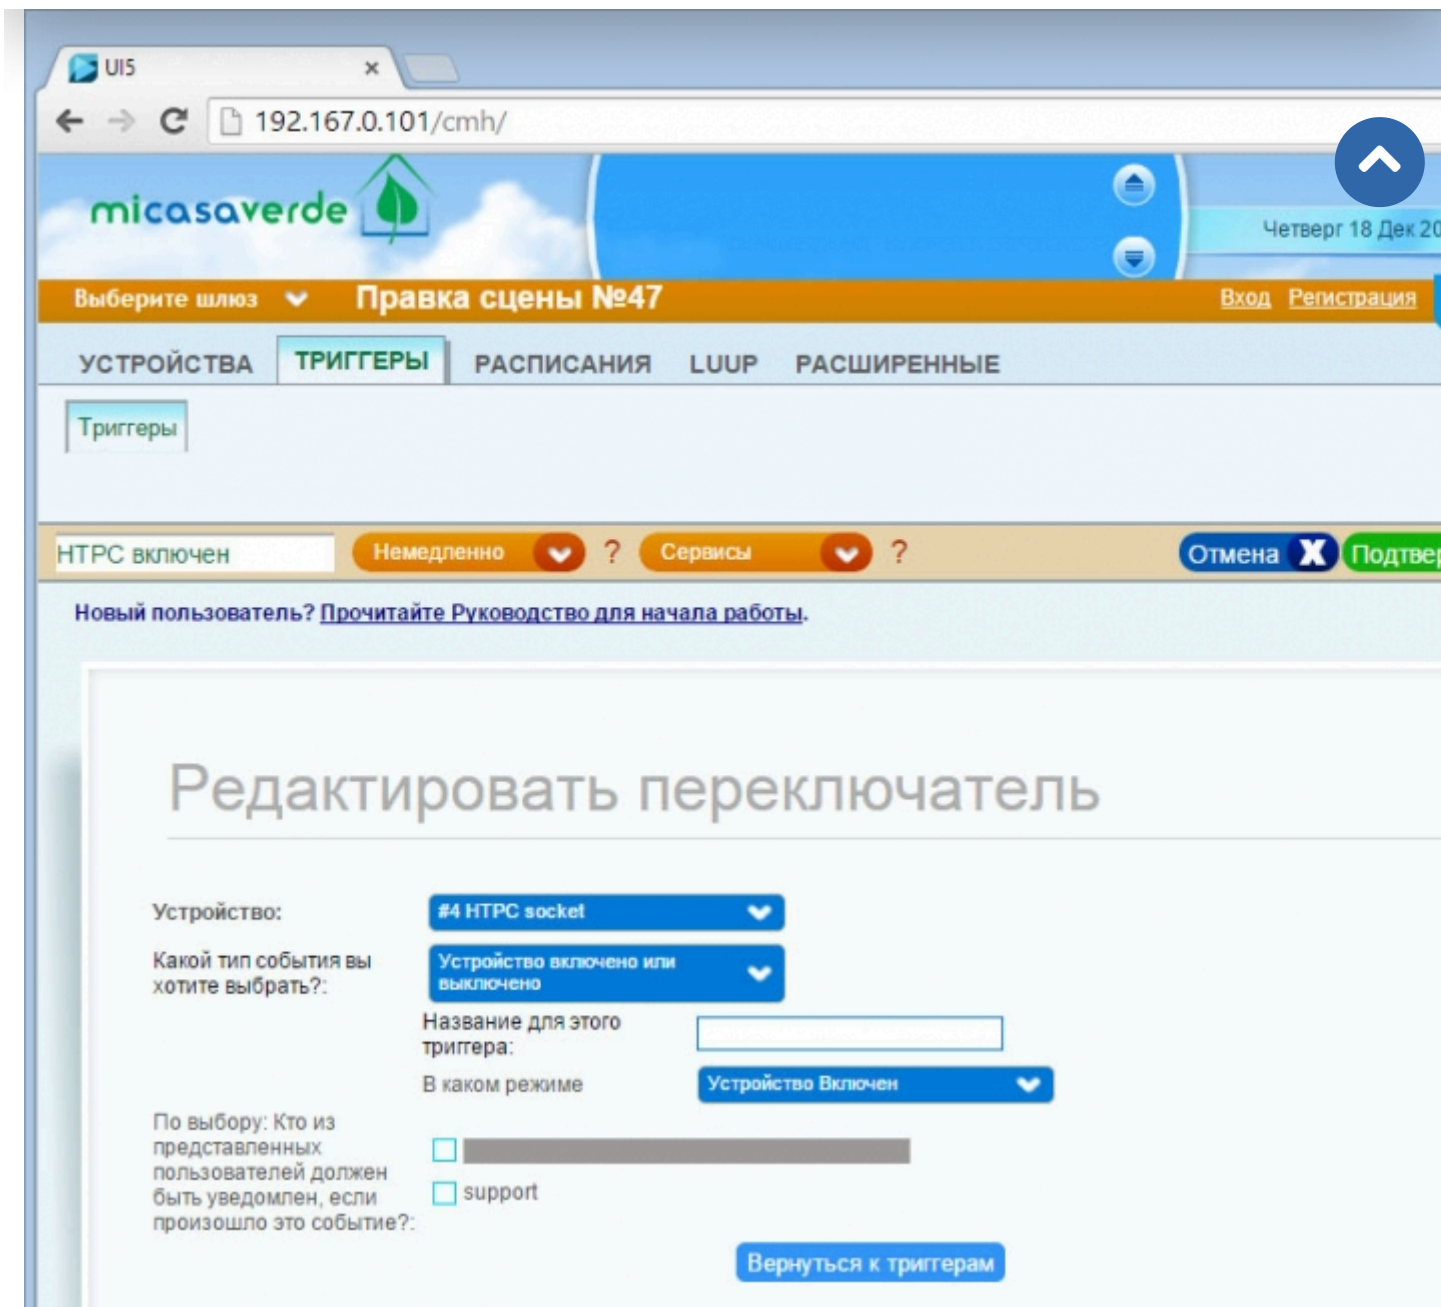 UI5
192.167.0.101/cmh/
micasaverde
Четверг 18 Дек 20
Выберите шлюз Правка сцены №47 Вход Регистрация
УСТРОЙСТВА ТРИГГЕРЫ РАСПИСАНИЯ LUUP РАСШИРЕННЫЕ
Триггеры
HTPC включен Немедленно ? Сервисы ? Отмена X Подтвер
Новый пользователь? Прочитайте Руководство для начала работы.
Редактировать переключатель
Устройство: #4 HTPC socket
Какой тип события вы
хотите выбрать?:
Устройство включено или
выключено
Название для этого
триггера:
В каком режиме Устройство Включен
По выбору: Кто из
представленных
пользователей должен
быть уведомлен, если
произошло это событие?:
support
Вернуться к триггерам